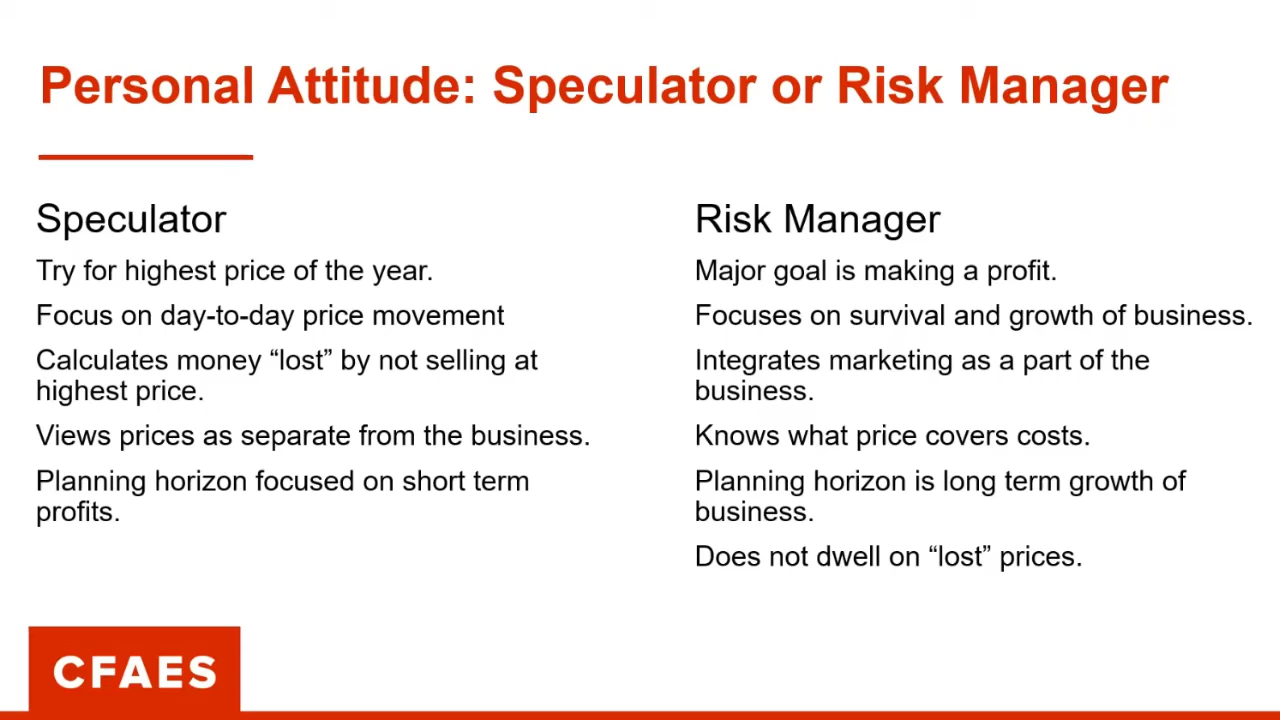 Personal Attitude: Speculator or Risk Manager
Speculator
Try for highest price of the year.
Focus on day-to-day price movement
Calculates money “lost” by not selling at
highest price.
Views prices as separate from the business.
Planning horizon focused on short term
profits.
Risk Manager
Major goal is making a profit.
Focuses on survival and growth of business.
Integrates marketing as a part of the
business.
Knows what price covers costs.
Planning horizon is long term growth of
business.
Does not dwell on “lost” prices.
CFAES